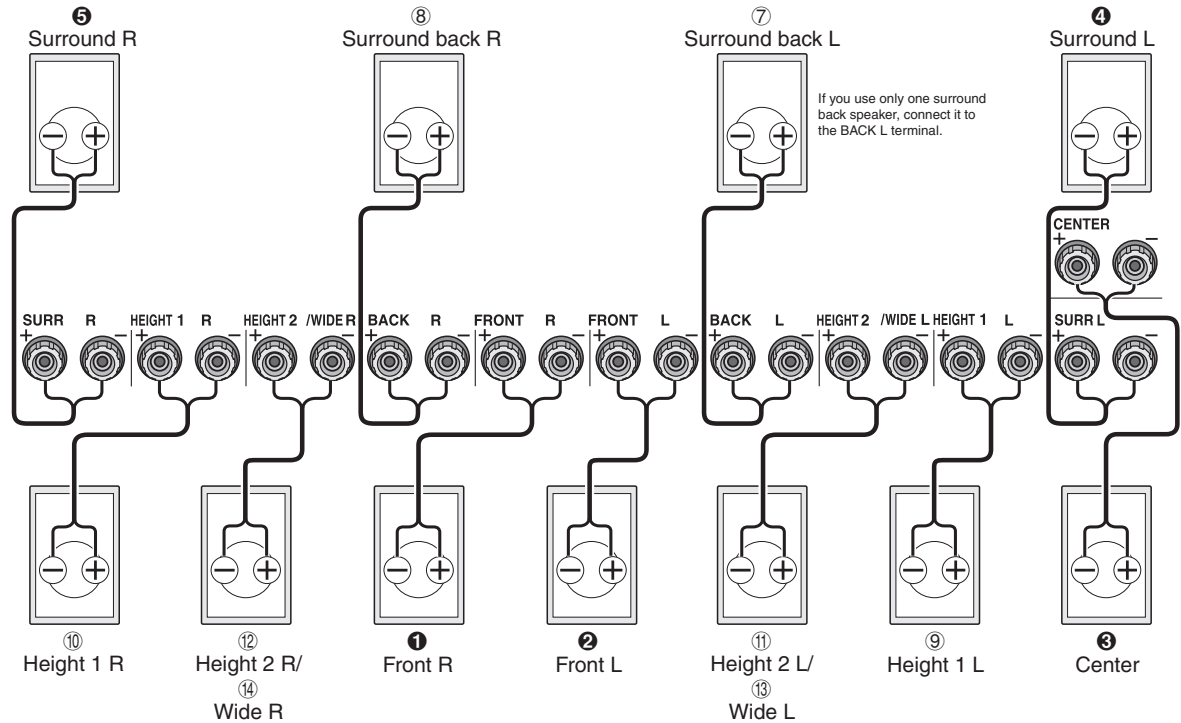 ❺ ⑧ ⑦ ❹
Surround R Surround back R Surround back L Surround L
If you use only one surround
back speaker, connect it to
the BACK L terminal.
− + − + − + − +
CENTER
+ −
SURR R HEIGHT 1 R HEIGHT 2 /WIDE R BACK R FRONT R FRONT L BACK L HEIGHT 2 /WIDE L HEIGHT 1 L SURR L
+ − + − + − + − + − + − + − + − + − + −
− + − + − + − + − + − + − +
⑩ ⑫ ❶ ❷ ⑪ ⑨ ❸
Height 1 R Height 2 R/ Front R Front L Height 2 L/ Height 1 L Center
⑭ ⑬
Wide R Wide L